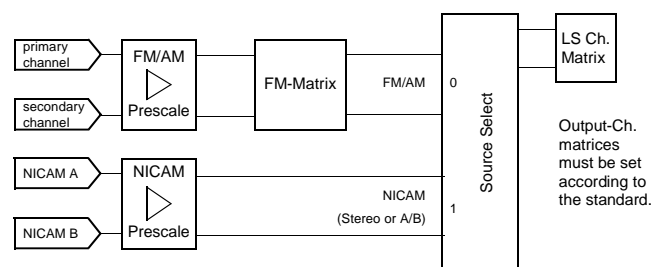 primary
channel
secondary
channel
NICAM A
NICAM B
FM/AM
Prescale
NICAM
Prescale
FM-Matrix
FM/AM
0
NICAM
(Stereo or A/B)
1
Source Select
LS Ch.
Matrix
Output-Ch.
matrices
must be set
according to
the standard.